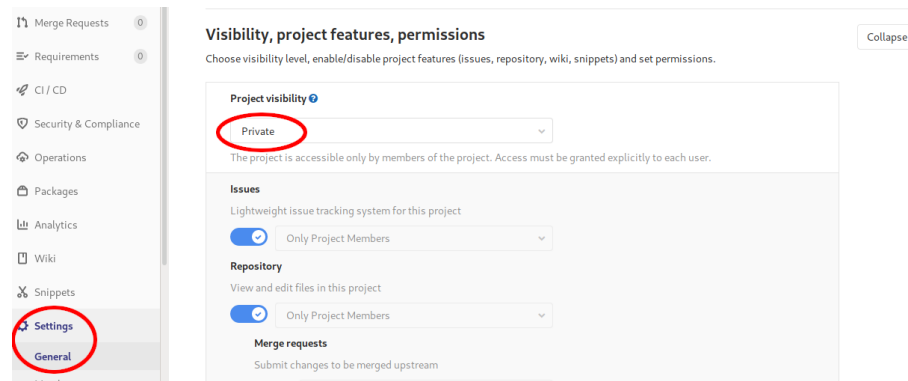 Merge Requests 0
Requirements 0
CI / CD
Security & Compliance
Operations
Packages
Analytics
Wiki
Snippets
Settings
General
Visibility, project features, permissions
Collapse
Choose visibility level, enable/disable project features (issues, repository, wiki, snippets) and set permissions.
Project visibility
Private
The project is accessible only by members of the project. Access must be granted explicitly to each user.
Issues
Lightweight issue tracking system for this project
Only Project Members
Repository
View and edit files in this project
Only Project Members
Merge requests
Submit changes to be merged upstream